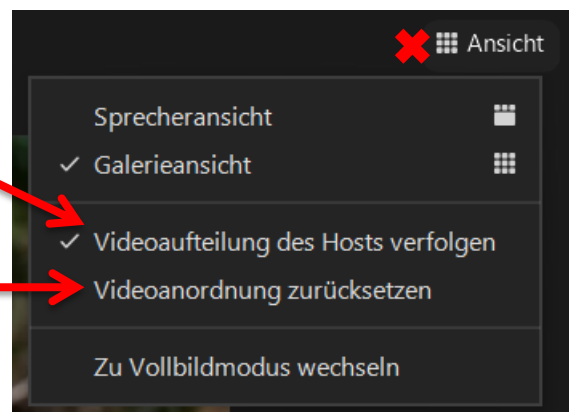 Ansicht
Sprecheransicht
Galerieansicht
Videoaufteilung des Hosts verfolgen
Videoanordnung zurücksetzen
Zu Vollbildmodus wechseln